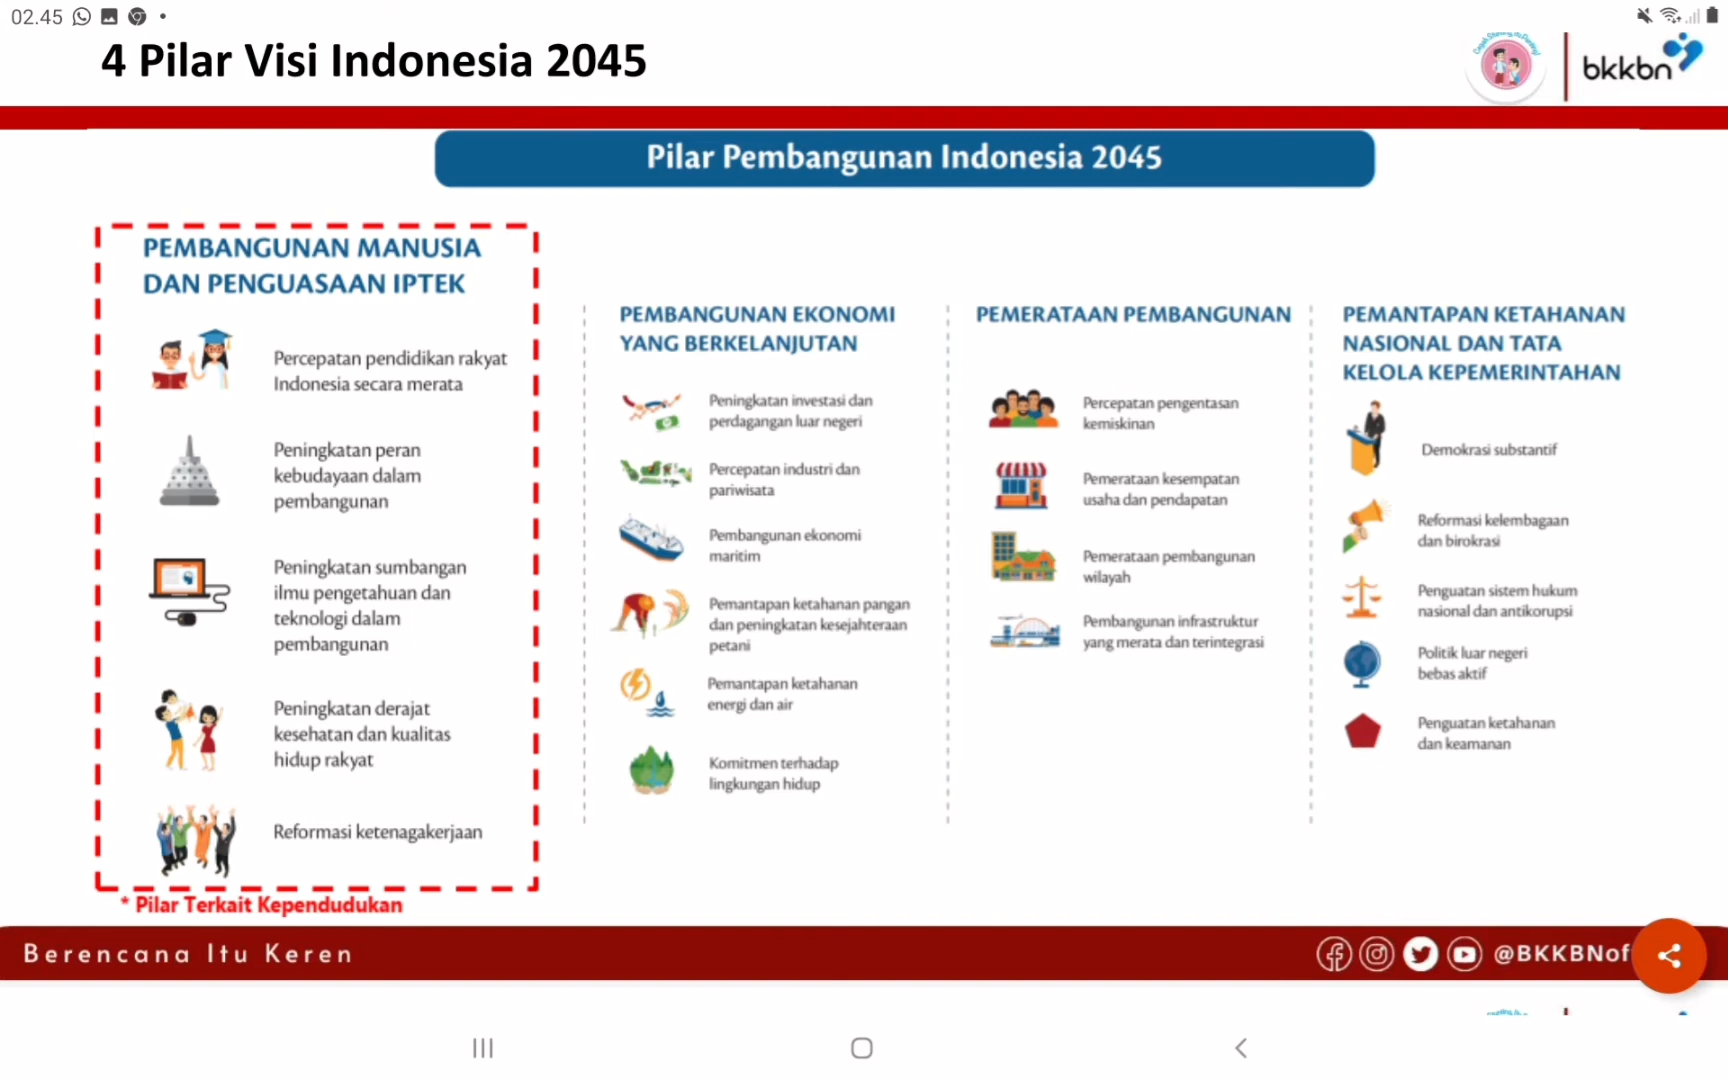 02.45
4 Pilar Visi Indonesia 2045
bkkbn
Pilar Pembangunan Indonesia 2045
PEMBANGUNAN MANUSIA
DAN PENGUASAAN IPTEK
Percepatan pendidikan rakyat
Indonesia secara merata
Peningkatan peran
kebudayaan dalam
pembangunan
Peningkatan sumbangan
ilmu pengetahuan dan
teknologi dalam
pembangunan
Peningkatan derajat
kesehatan dan kualitas
hidup rakyat
Reformasi ketenagakerjaan
* Pilar Terkait Kependudukan
PEMBANGUNAN EKONOMI
YANG BERKELANJUTAN
Peningkatan investasi dan
perdagangan luar negeri
Percepatan industri dan
pariwisata
Pembangunan ekonomi
maritim
Pemantapan ketahanan pangan
dan peningkatan kesejahteraan
petani
Pemantapan ketahanan
energi dan air
Komitmen terhadap
lingkungan hidup
PEMERATAAN PEMBANGUNAN
Percepatan pengentasan
kemiskinan
Pemerataan kesempatan
usaha dan pendapatan
Pemerataan pembangunan
wilayah
Pembangunan infrastruktur
yang merata dan terintegrasi
PEMANTAPAN KETAHANAN
NASIONAL DAN TATA
KELOLA KEPEMERINTAHAN
Demokrasi substantif
Reformasi kelembagaan
dan birokrasi
Penguatan sistem hukum
nasional dan antikorupsi
Politik luar negeri
bebas aktif
Penguatan ketahanan
dan keamanan
Berencana Itu Keren
@BKKBNof